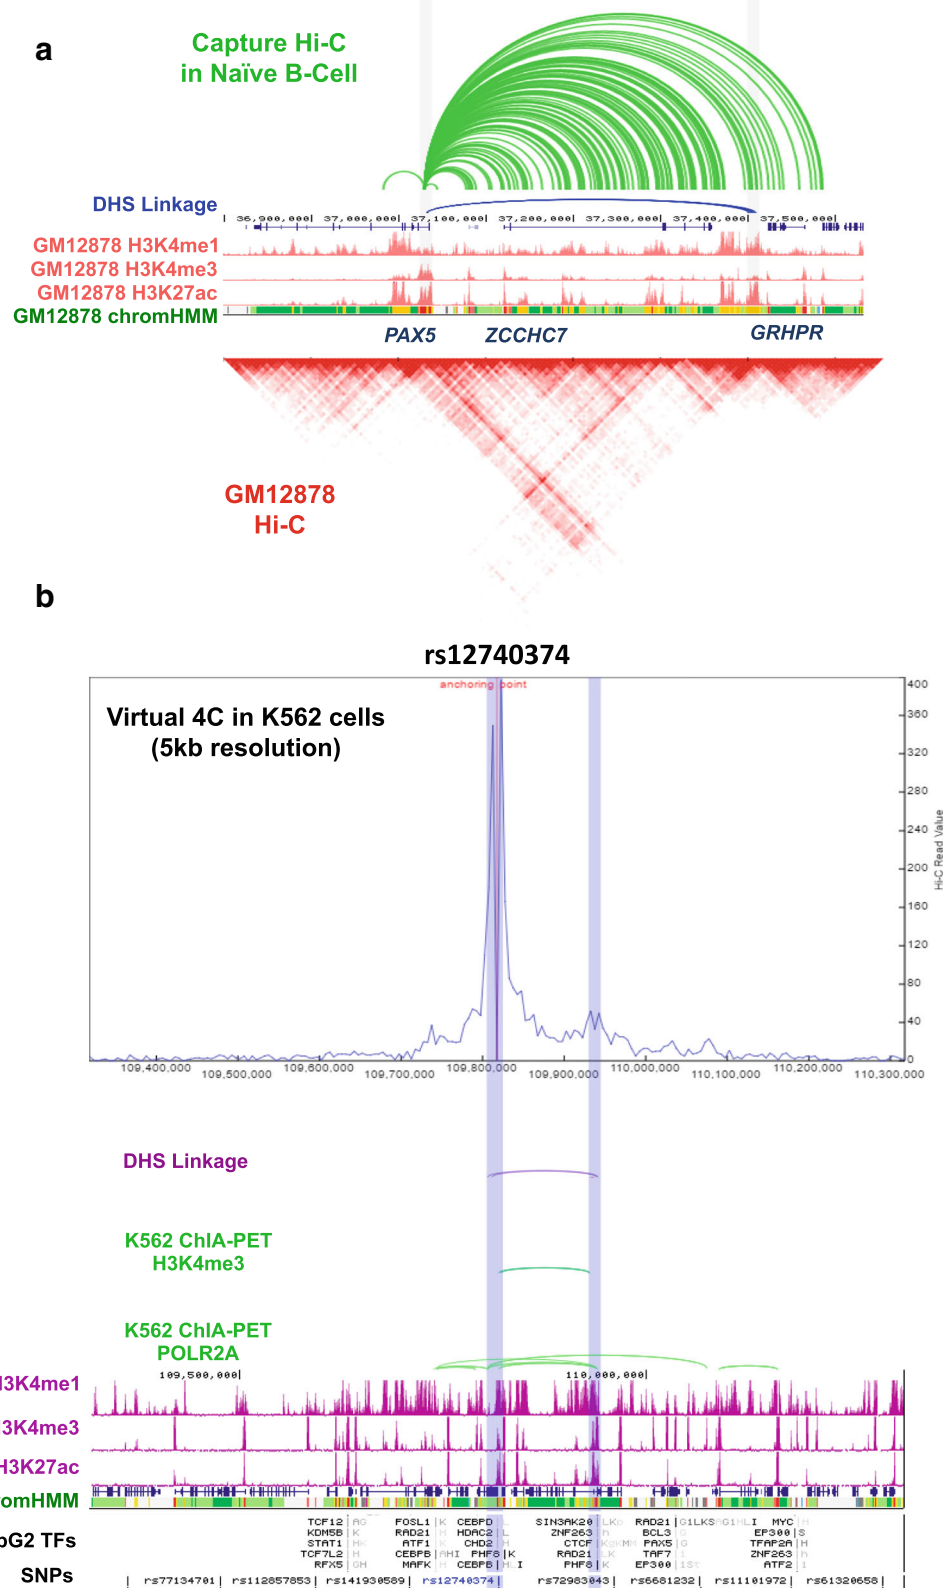 a
Capture Hi-C
in Naïve B-Cell
DHS Linkage
36,900,000| 37,000,000| 37,100,000| 37,200,000| 37,300,000| 37,400,000| 37,500,000|
GM12878 H3K4me1
GM12878 H3K4me3
GM12878 H3K27ac
GM12878 chromHMM
PAX5 ZCCHC7 GRHPR
GM12878
Hi-C
b
rs12740374
anchoring point
Virtual 4C in K562 cells
(5kb resolution)
400
360
320
280
240
200
160
120
80
40
0
Hi-C Read Value
109,400,000 109,500,000 109,600,000 109,700,000 109,800,000 109,900,000 110,000,000 110,100,000 110,200,000 110,300,000
DHS Linkage
K562 ChIA-PET
H3K4me3
K562 ChIA-PET
POLR2A
109,500,000| 110,000,000|
H3K4me1
H3K4me3
H3K27ac
omHMM
TCF12 FOSL1 CEBPD SIN3AK20 RAD21 MYC
KDM5B RAD21 HDAC2 ZNF263 BCL3 EP300
STAT1 ATF1 CHD2 CTCF PAX5 TFAP2A
TCF7L2 CEBPB PHF8 RAD21 TAF7 ZNF263
RFX5 MAFK CEBPB PHF8 EP300 ATF2
pG2 TFs
SNPs
rs77134701 rs112857853 rs141930589 rs12740374 rs72983043 rs6681232 rs11101972 rs61320658